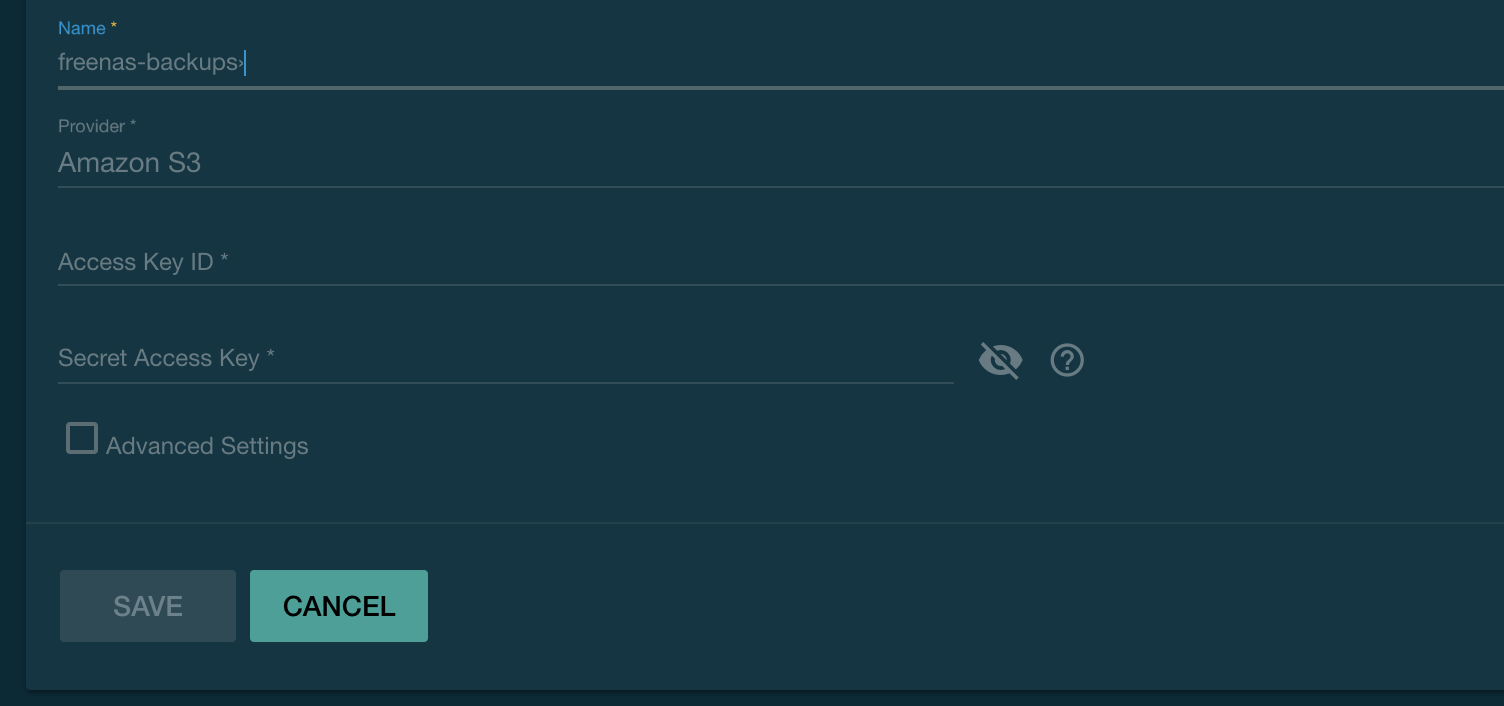 Name *
freenas-backups›
Provider *
Amazon S3
Access Key ID *
Secret Access Key *
Advanced Settings
SAVE CANCEL